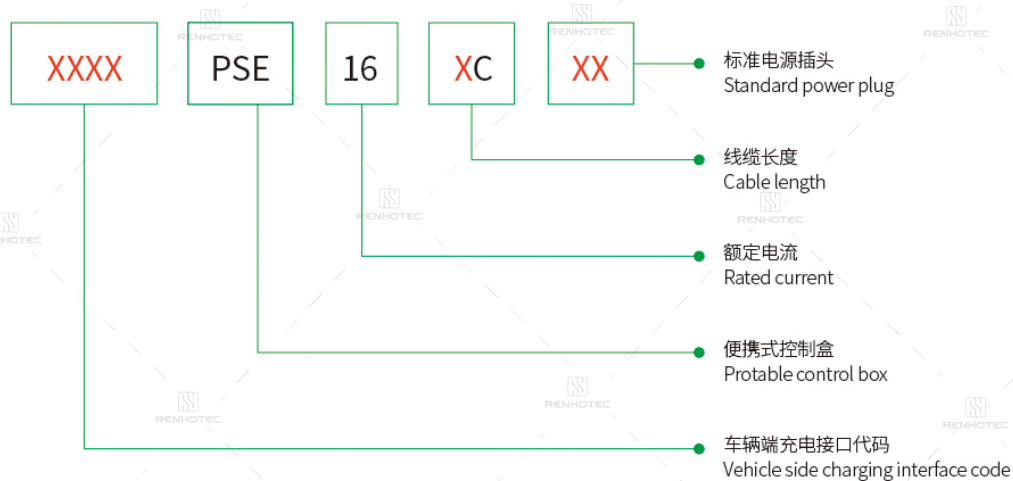 XXXX PSE 16 XC XX
标准电源插头
Standard power plug
线缆长度
Cable length
额定电流
Rated current
便携式控制盒
Protable control box
车辆端充电接口代码
Vehicle side charging interface code
RENHOTEC
RENHOTEC
RENHOTEC
RENHOTEC
RENHOTEC
RENHOTEC
RENHOTEC
RENHOTEC
RENHOTEC